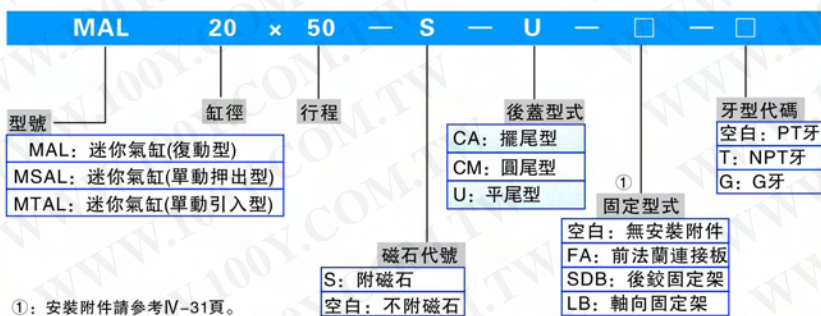 MAL 20 × 50 — S — U — □ — □
型號
MAL：迷你氣缸(復動型)
MSAL：迷你氣缸(單動押出型)
MTAL：迷你氣缸(單動引入型)
缸徑
行程
磁石代號
S：附磁石
空白：不附磁石
後蓋型式
CA：擺尾型
CM：圓尾型
U：平尾型
①
固定型式
空白：無安裝附件
FA：前法蘭連接板
SDB：後鉸固定架
LB：軸向固定架
牙型代碼
空白：PT牙
T：NPT牙
G：G牙
①：安裝附件請參考Ⅳ-31頁。
WWW.100Y.COM.TW